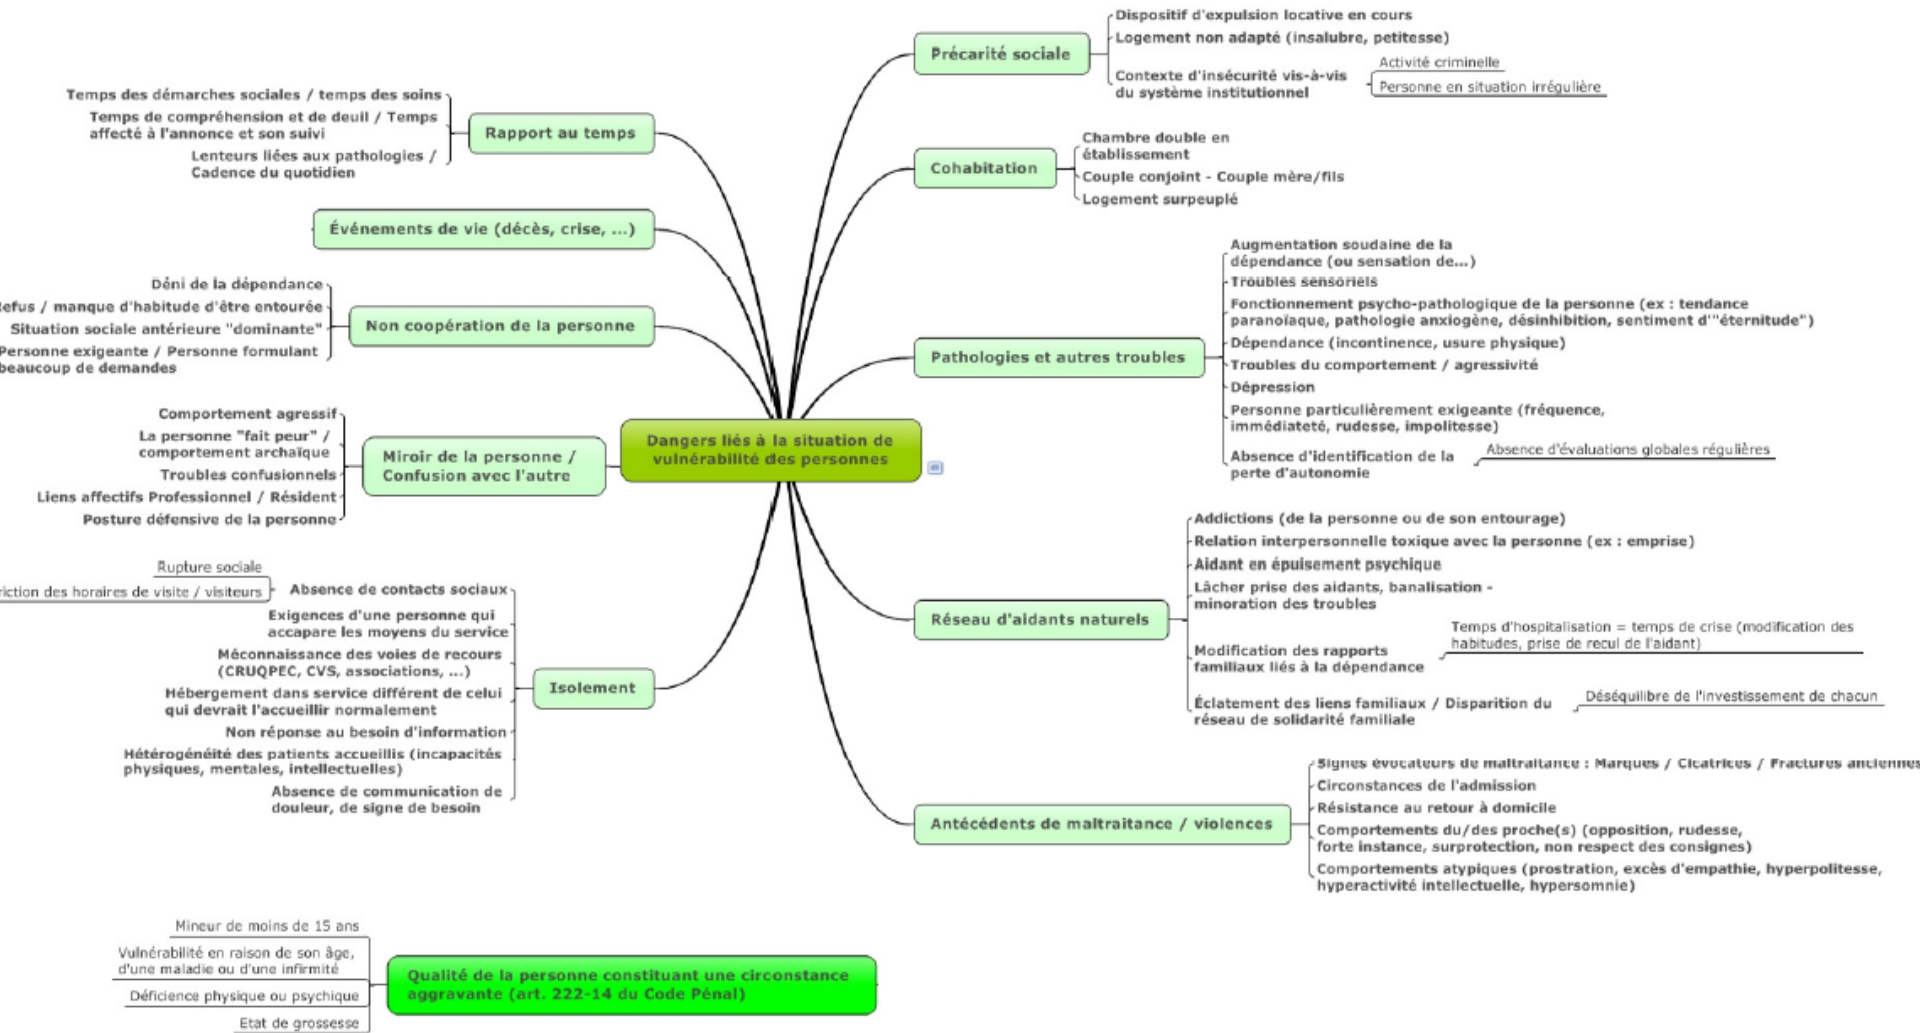 Dangers liés à la situation de
vulnérabilité des personnes
Rapport au temps
Temps des démarches sociales / temps des soins
Temps de compréhension et de deuil / Temps
affecté à l'annonce et son suivi
Lenteurs liées aux pathologies /
Cadence du quotidien
Événements de vie (décès, crise, ...)
Non coopération de la personne
Déni de la dépendance
/ manque d'habitude d'être entourée
Situation sociale antérieure "dominante"
Personne exigeante / Personne formulant
beaucoup de demandes
Miroir de la personne /
Confusion avec l'autre
Comportement agressif
La personne "fait peur" /
comportement archaïque
Troubles confusionnels
Liens affectifs Professionnel / Résident
Posture défensive de la personne
Isolement
Absence de contacts sociaux
Rupture sociale
des horaires de visite / visiteurs
Exigences d'une personne qui
accapare les moyens du service
Méconnaissance des voies de recours
(CRUQPEC, CVS, associations, ...)
Hébergement dans service différent de celui
qui devrait l'accueillir normalement
Non réponse au besoin d'information
Hétérogénéité des patients accueillis (incapacités
physiques, mentales, intellectuelles)
Absence de communication de
douleur, de signe de besoin
Précarité sociale
Dispositif d'expulsion locative en cours
Logement non adapté (insalubre, petitesse)
Contexte d'insécurité vis-à-vis
du système institutionnel
Activité criminelle
Personne en situation irrégulière
Cohabitation
Chambre double en
établissement
Couple conjoint - Couple mère/fils
Logement surpeuplé
Pathologies et autres troubles
Augmentation soudaine de la
dépendance (ou sensation de...)
Troubles sensoriels
Fonctionnement psycho-pathologique de la personne (ex : tendance
paranoïaque, pathologie anxiogène, désinhibition, sentiment d'"éternitude")
Dépendance (incontinence, usure physique)
Troubles du comportement / agressivité
Dépression
Personne particulièrement exigeante (fréquence,
immédiateté, rudesse, impolitesse)
Absence d'identification de la
perte d'autonomie
Absence d'évaluations globales régulières
Réseau d'aidants naturels
Addictions (de la personne ou de son entourage)
Relation interpersonnelle toxique avec la personne (ex : emprise)
Aidant en épuisement psychique
Lâcher prise des aidants, banalisation -
minoration des troubles
Modification des rapports
familiaux liés à la dépendance
Temps d'hospitalisation = temps de crise (modification des
habitudes, prise de recul de l'aidant)
Éclatement des liens familiaux / Disparition du
réseau de solidarité familiale
Déséquilibre de l'investissement de chacun
Antécédents de maltraitance / violences
Signes évocateurs de maltraitance : Marques / Cicatrices / Fractures anciennes
Circonstances de l'admission
Résistance au retour à domicile
Comportements du/des proche(s) (opposition, rudesse,
forte instance, surprotection, non respect des consignes)
Comportements atypiques (prostration, excès d'empathie, hyperpolitesse,
hyperactivité intellectuelle, hypersomnie)
Qualité de la personne constituant une circonstance
aggravante (art. 222-14 du Code Pénal)
Mineur de moins de 15 ans
Vulnérabilité en raison de son âge,
d'une maladie ou d'une infirmité
Déficience physique ou psychique
Etat de grossesse